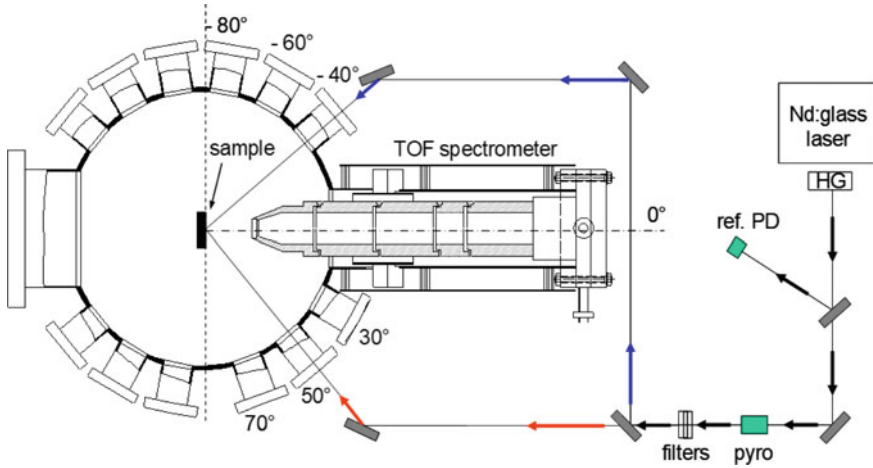 - 80°
- 60°
- 40°
sample
TOF spectrometer
Nd:glass
laser
HG
0°
ref. PD
30°
50°
70°
filters
pyro